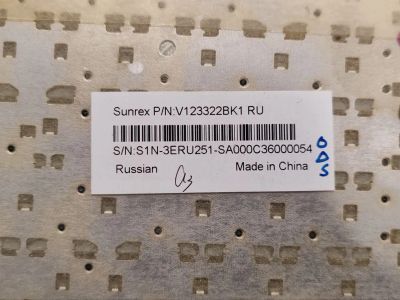 Sunrex P/N:V123322BK1 RU
S/N:S1N-3ERU251-SA000C36000054
Russian
Made in China